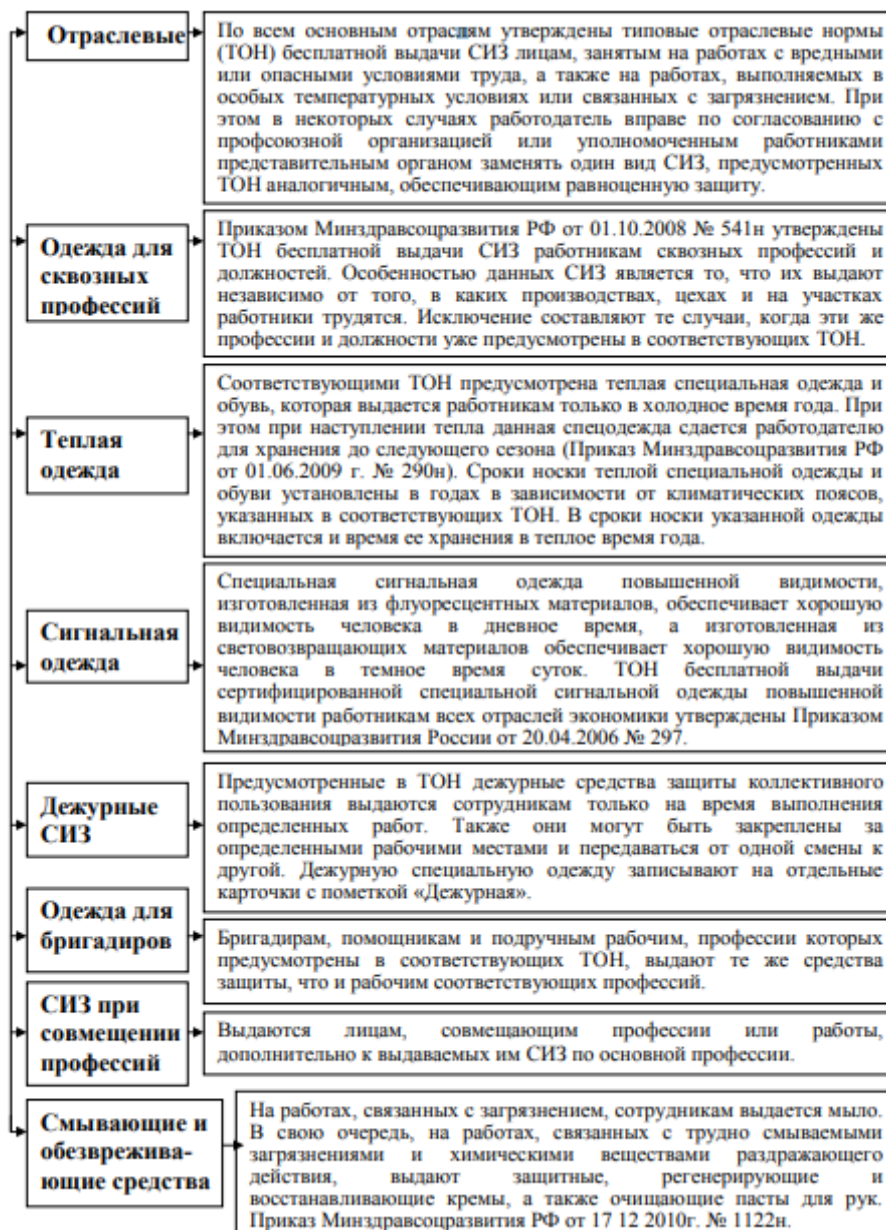 Отраслевые
По всем основным отраслям утверждены типовые отраслевые нормы
(ТОН) бесплатной выдачи СИЗ лицам, занятым на работах с вредными
или опасными условиями труда, а также на работах, выполняемых в
особых температурных условиях или связанных с загрязнением. При
этом в некоторых случаях работодатель вправе по согласованию с
профсоюзной организацией или уполномоченным работниками
представительным органом заменять один вид СИЗ, предусмотренных
ТОН аналогичным, обеспечивающим равноценную защиту.
Одежда для
сквозных
профессий
Приказом Минздравсоцразвития РФ от 01.10.2008 № 541н утверждены
ТОН бесплатной выдачи СИЗ работникам сквозных профессий и
должностей. Особенностью данных СИЗ является то, что их выдают
независимо от того, в каких производствах, цехах и на участках
работники трудятся. Исключение составляют те случаи, когда эти же
профессии и должности уже предусмотрены в соответствующих ТОН.
Теплая
одежда
Соответствующими ТОН предусмотрена теплая специальная одежда и
обувь, которая выдается работникам только в холодное время года. При
этом при наступлении тепла данная спецодежда сдается работодателю
для хранения до следующего сезона (Приказ Минздравсоцразвития РФ
от 01.06.2009 г. № 290н). Сроки носки теплой специальной одежды и
обуви установлены в годах в зависимости от климатических поясов,
указанных в соответствующих ТОН. В сроки носки указанной одежды
включается и время ее хранения в теплое время года.
Сигнальная
одежда
Специальная сигнальная одежда повышенной видимости,
изготовленная из флуоресцентных материалов, обеспечивает хорошую
видимость человека в дневное время, а изготовленная из
световозвращающих материалов обеспечивает хорошую видимость
человека в темное время суток. ТОН бесплатной выдачи
сертифицированной специальной сигнальной одежды повышенной
видимости работникам всех отраслей экономики утверждены Приказом
Минздравсоцразвития России от 20.04.2006 № 297.
Дежурные
СИЗ
Предусмотренные в ТОН дежурные средства защиты коллективного
пользования выдаются сотрудникам только на время выполнения
определенных работ. Также они могут быть закреплены за
определенными рабочими местами и передаваться от одной смены к
другой. Дежурную специальную одежду записывают на отдельные
карточки с пометкой «Дежурная».
Одежда для
бригадиров
Бригадирам, помощникам и подручным рабочим, профессии которых
предусмотрены в соответствующих ТОН, выдают те же средства
защиты, что и рабочим соответствующих профессий.
СИЗ при
совмещении
профессий
Выдаются лицам, совмещающим профессии или работы,
дополнительно к выдаваемых им СИЗ по основной профессии.
Смывающие и
обезврежива-
ющие средства
На работах, связанных с загрязнением, сотрудникам выдается мыло.
В свою очередь, на работах, связанных с трудно смываемыми
загрязнениями и химическими веществами раздражающего
действия, выдают защитные, регенерирующие и
восстанавливающие кремы, а также очищающие пасты для рук.
Приказ Минздравсоцразвития РФ от 17 12 2010г. № 1122н.